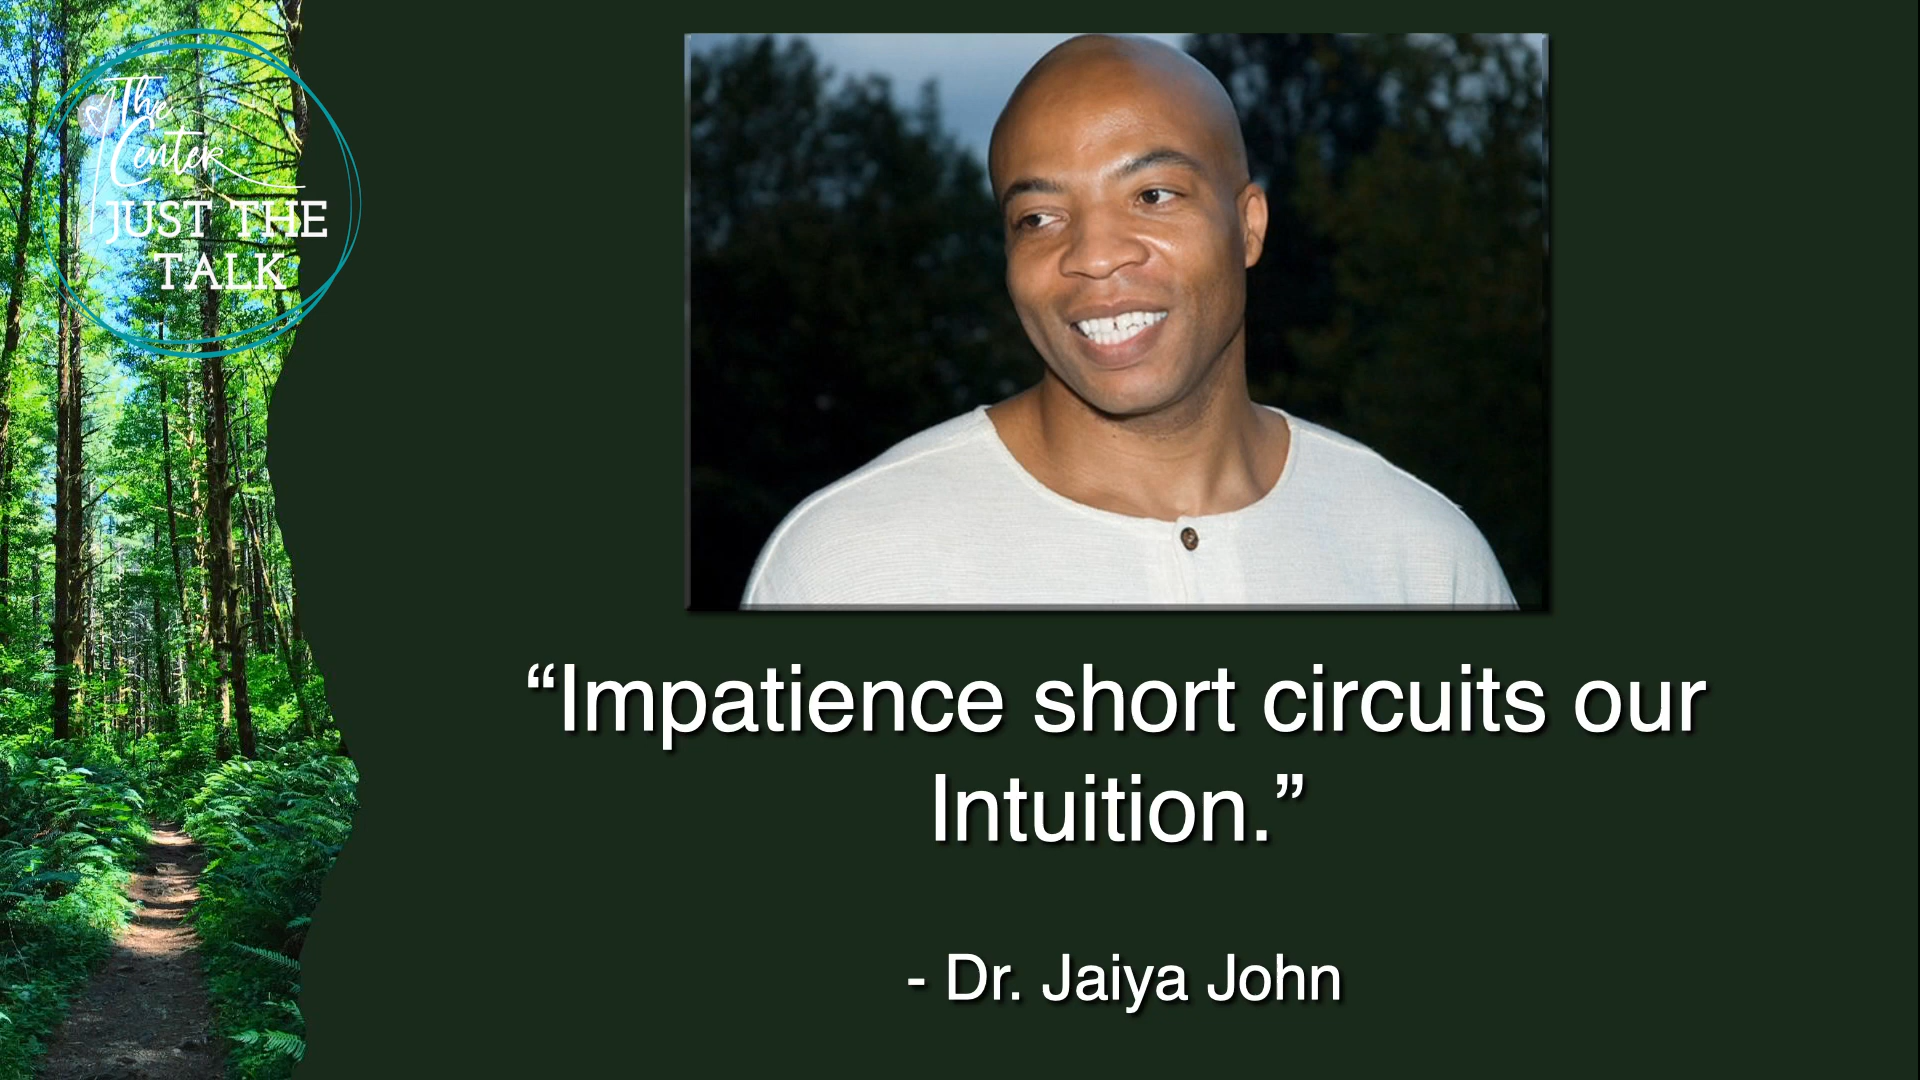 The
Center
JUST THE
TALK
“Impatience short circuits our
Intuition.”
- Dr. Jaiya John